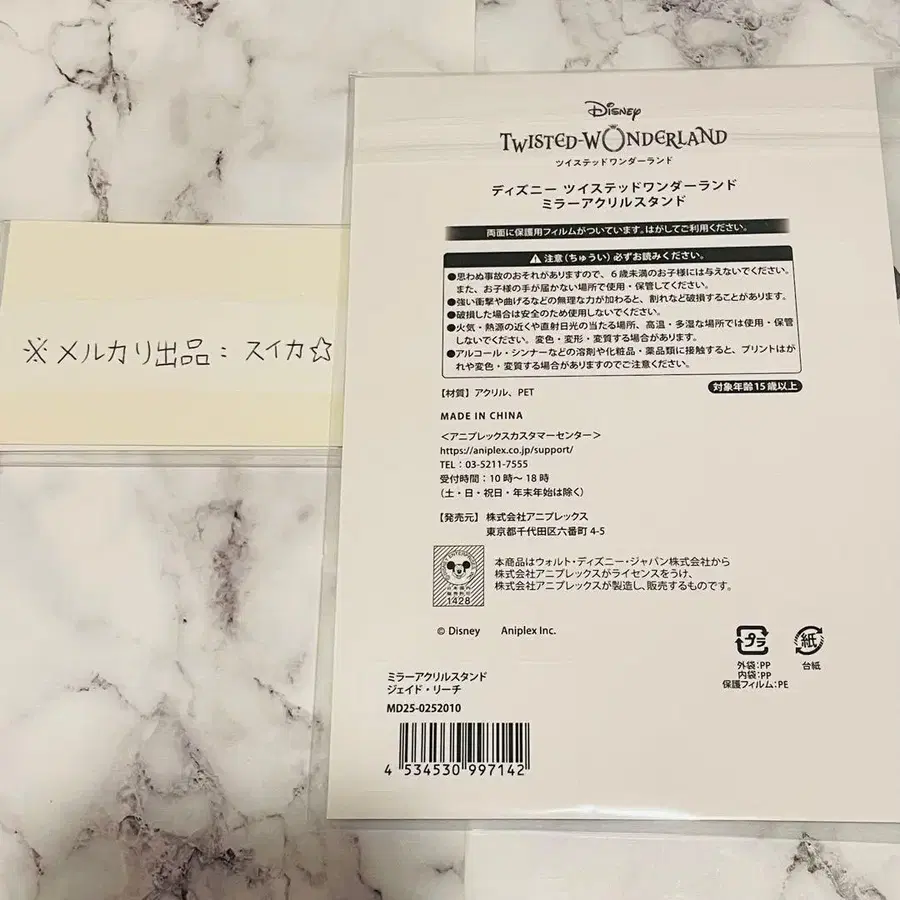 ※メルカリ出品：スイカ☆
Disney
TWISTED-WONDERLAND
ツイステッドワンダーランド
ディズニー ツイステッドワンダーランド
ミラーアクリルスタンド
両面に保護用フィルムがついています。はがしてご利用ください。
注意（ちゅうい）必ずお読みください。
●思わぬ事故のおそれがありますので、６歳未満のお子様には与えないでください。
また、お子様の手が届かない場所で使用・保管してください。
●強い衝撃や曲げるなどの無理な力が加わると、割れなど破損することがあります。
●破損した場合は安全のため使用しないでください。
●火気・熱源の近くや直射日光の当たる場所、高温・多湿な場所では使用・保管
しないでください。変色・変形・変質する場合があります。
●アルコール・シンナーなどの溶剤や化粧品・薬品類に接触すると、プリントはが
れや変色・変質する場合がありますのでご注意ください。
対象年齢15歳以上
【材質】アクリル、PET
MADE IN CHINA
＜アニプレックスカスタマーセンター＞
https://aniplex.co.jp/support/
TEL：03-5211-7555
受付時間：10時～18時
（土・日・祝日・年末年始は除く）
【発売元】株式会社アニプレックス
東京都千代田区六番町 4-5
1428
本商品はウォルト・ディズニー・ジャパン株式会社から
株式会社アニプレックスがライセンスをうけ、
株式会社アニプレックスが製造し、販売するものです。
© Disney Aniplex Inc.
プラ
外袋:PP
内袋:PP
保護フィルム:PE
紙
台紙
ミラーアクリルスタンド
ジェイド・リーチ
MD25-0252010
4 534530 997142